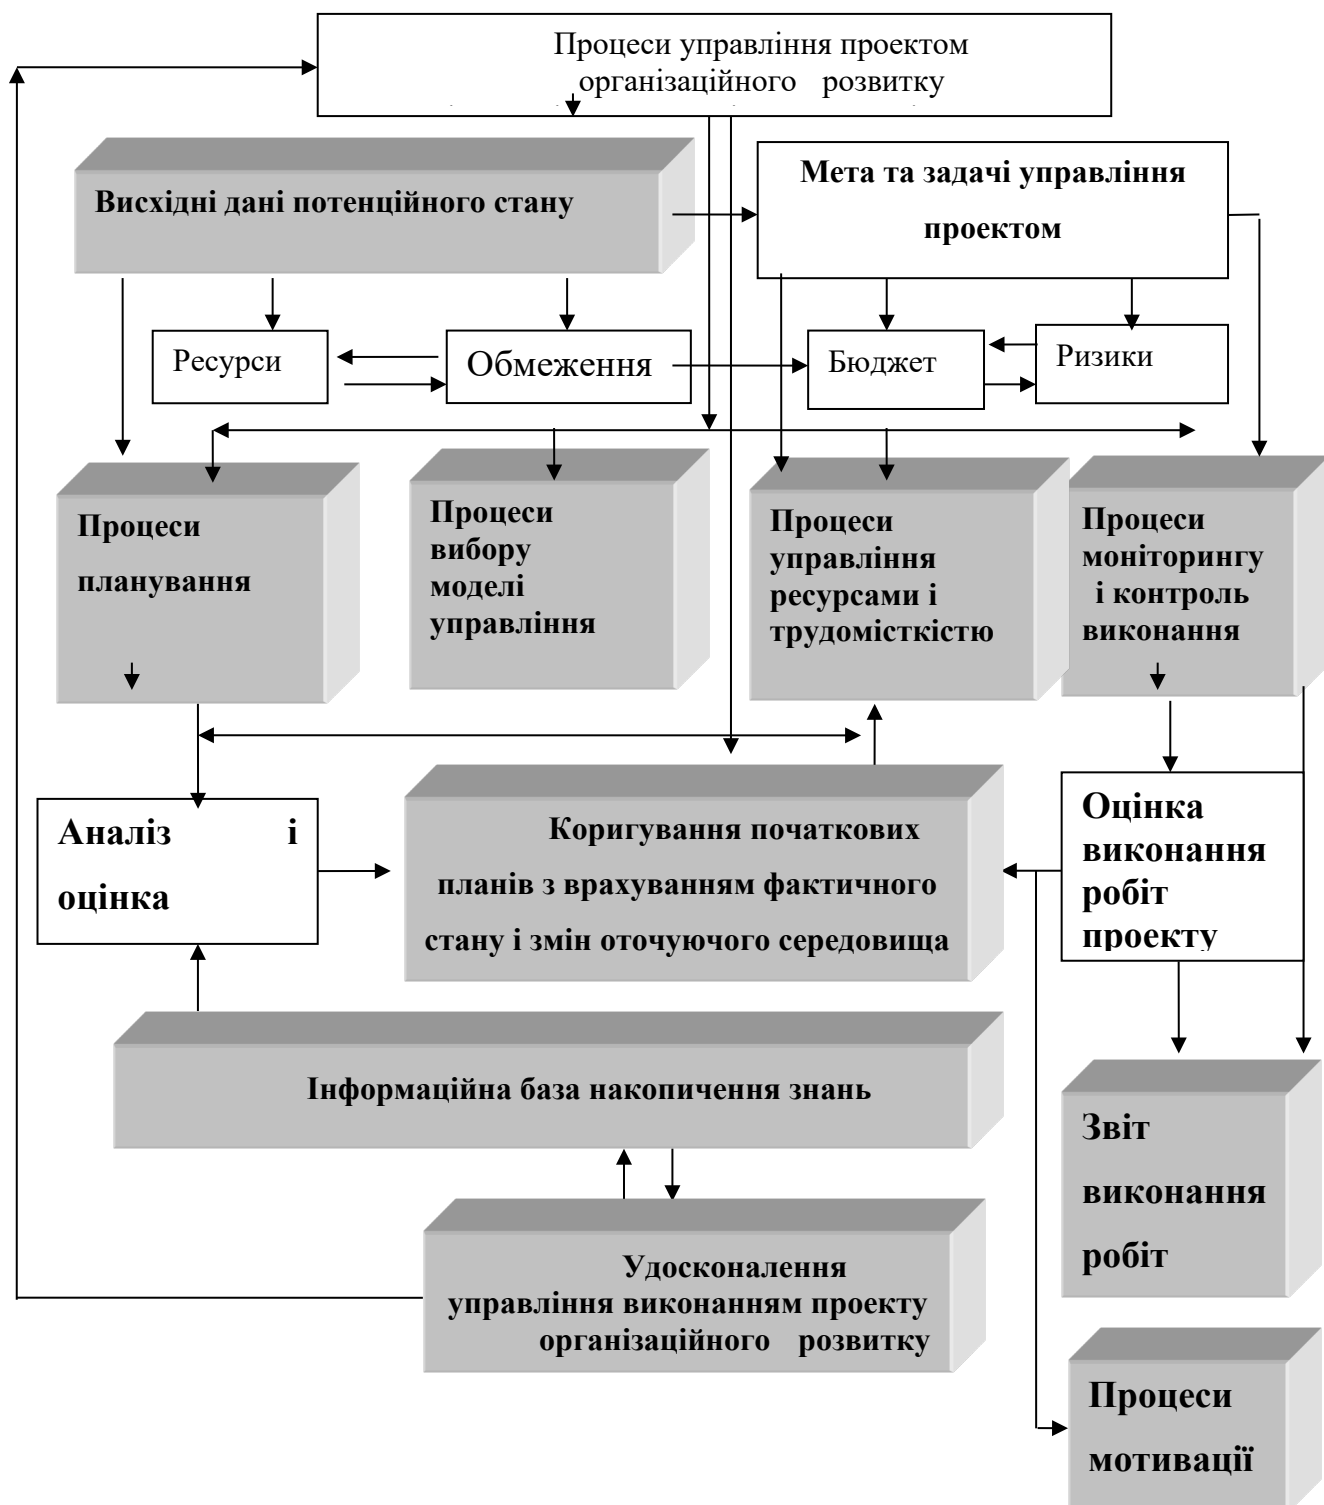 Процеси управління проектом
організаційного розвитку
Висхідні дані потенційного стану
Мета та задачі управління
проектом
Ресурси
Обмеження
Бюджет
Ризики
Процеси
планування
Процеси
вибору
моделі
управління
Процеси
управління
ресурсами і
трудомісткістю
Процеси
моніторингу
і контроль
виконання
Аналіз і
оцінка
Коригування початкових
планів з врахуванням фактичного
стану і змін оточуючого середовища
Оцінка
виконання
робіт
проекту
Інформаційна база накопичення знань
Звіт
виконання
робіт
Удосконалення
управління виконанням проекту
організаційного розвитку
Процеси
мотивації